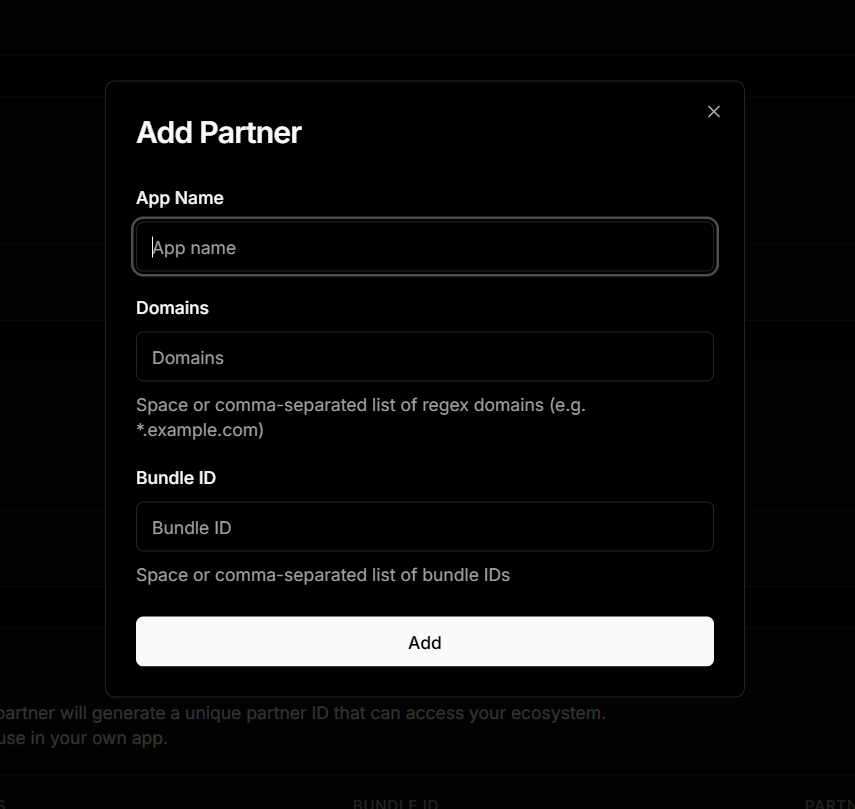 Add Partner
App Name
App name
Domains
Domains
Space or comma-separated list of regex domains (e.g.
*.example.com)
Bundle ID
Bundle ID
Space or comma-separated list of bundle IDs
Add
partner will generate a unique partner ID that can access your ecosystem.
use in your own app.
BUNDLE ID